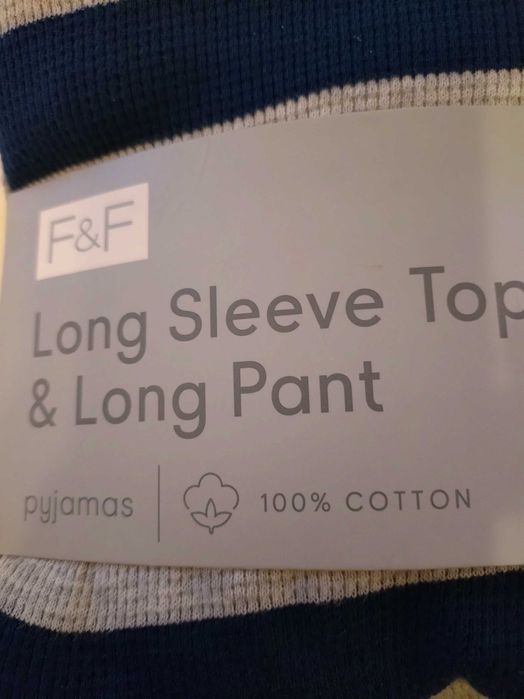 F&F
Long Sleeve Top
& Long Pant
pyjamas
100% COTTON